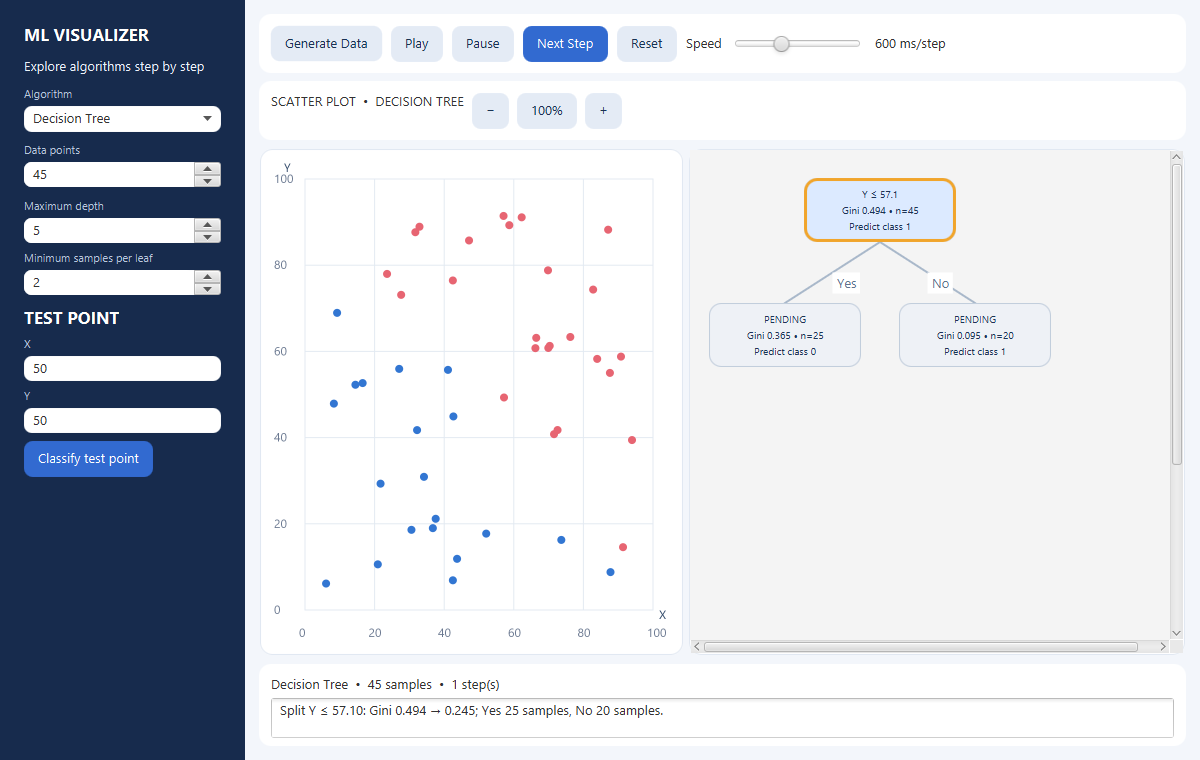 ML VISUALIZER
Explore algorithms step by step
Algorithm
Decision Tree
Data points
45
Maximum depth
5
Minimum samples per leaf
2
TEST POINT
X
50
Y
50
Classify test point
Generate Data Play Pause Next Step Reset Speed 600 ms/step
SCATTER PLOT • DECISION TREE − 100% +
Y
100
80
60
40
20
0
X
0 20 40 60 80 100
Y ≤ 57.1
Gini 0.494 • n=45
Predict class 1
Yes No
PENDING
Gini 0.365 • n=25
Predict class 0
PENDING
Gini 0.095 • n=20
Predict class 1
Decision Tree • 45 samples • 1 step(s)
Split Y ≤ 57.10: Gini 0.494 → 0.245; Yes 25 samples, No 20 samples.